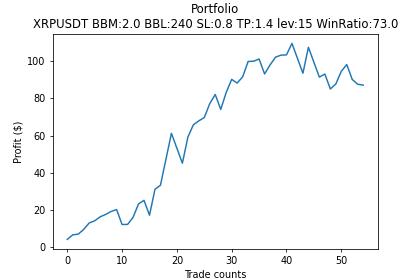 Portfolio
XRPUSDT BBM:2.0 BBL:240 SL:0.8 TP:1.4 lev:15 WinRatio:73.0
100
80
60
40
20
0
Profit ($)
0 10 20 30 40 50
Trade counts